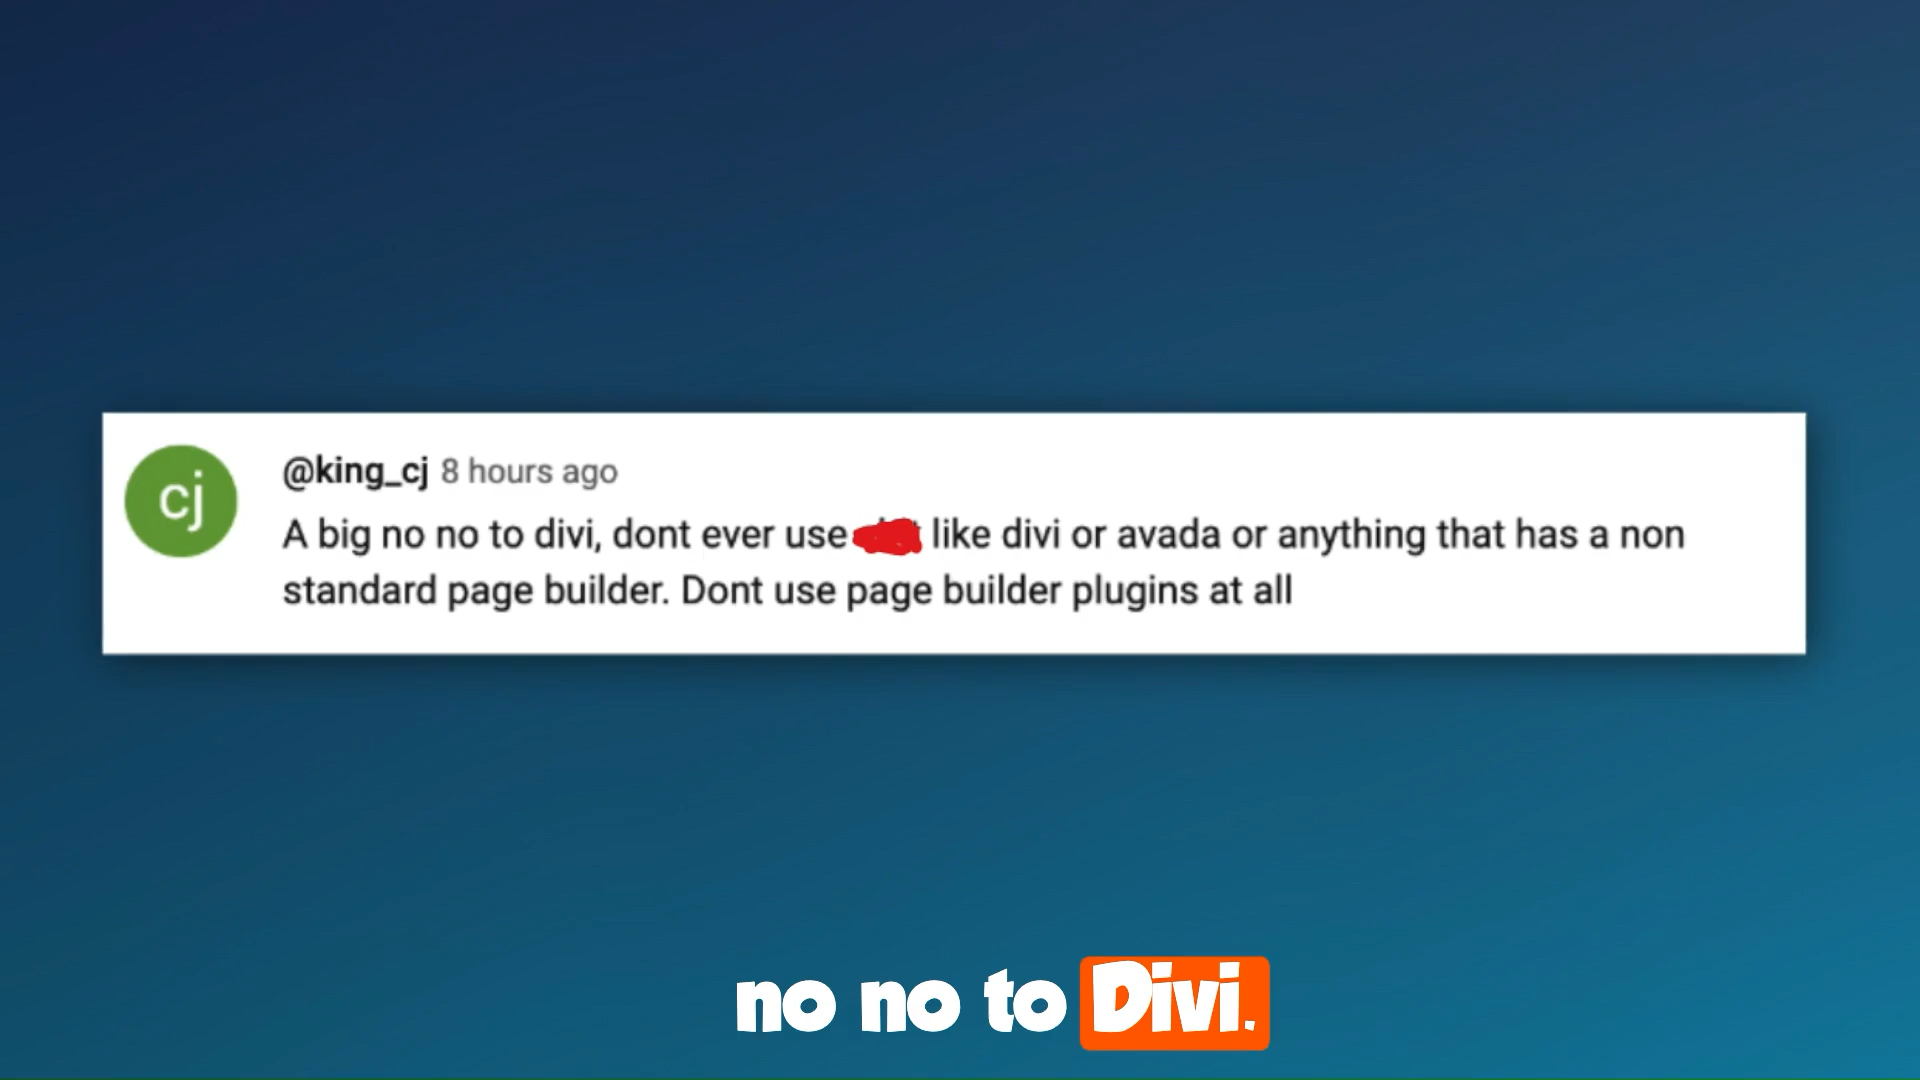 cj
@king_cj 8 hours ago
A big no no to divi, dont ever use like divi or avada or anything that has a non
standard page builder. Dont use page builder plugins at all
no no to Divi.